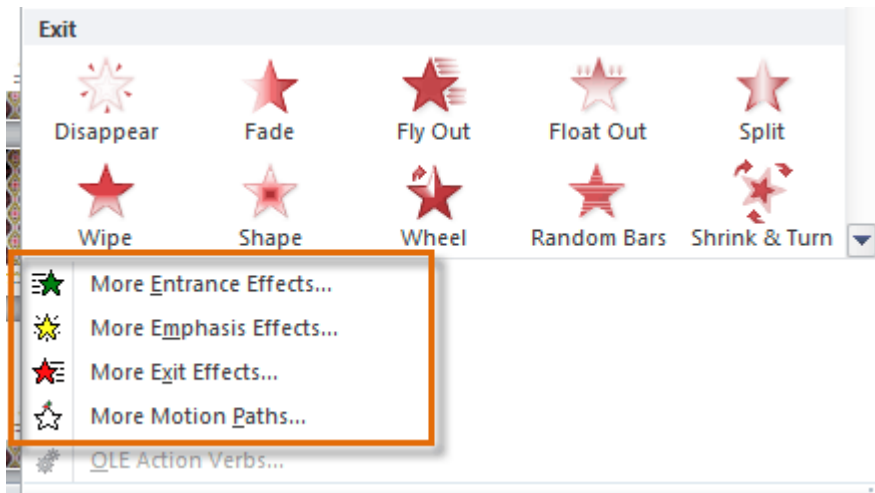 Exit
Disappear Fade Fly Out Float Out Split
Wipe Shape Wheel Random Bars Shrink & Turn
More Entrance Effects...
More Emphasis Effects...
More Exit Effects...
More Motion Paths...
OLE Action Verbs...